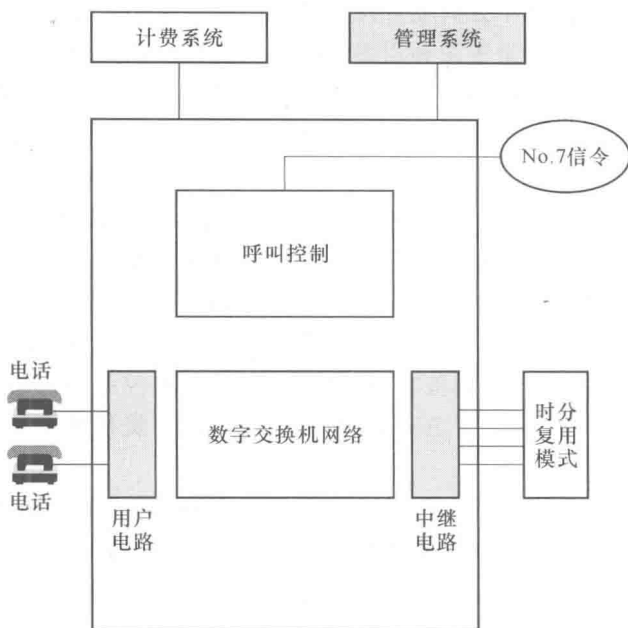 计费系统
管理系统
No.7信令
呼叫控制
电话
数字交换机网络
时分
复用
模式
电话
用户
电路
中继
电路